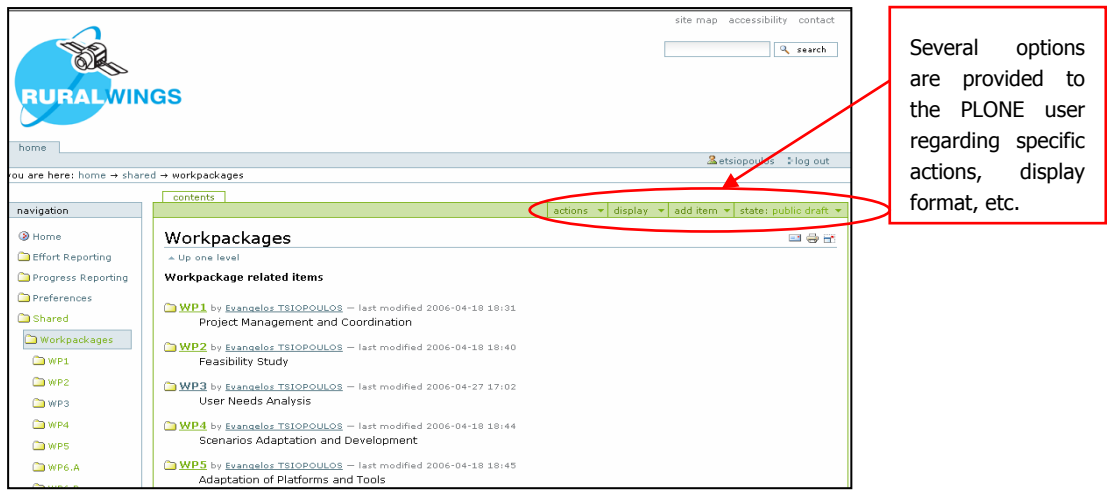 site map accessibility contact
search
RURALWINGS
home
etsiopoulos log out
you are here: home → shared → workpackages
contents
actions display add item state: public draft
navigation
Home
Effort Reporting
Progress Reporting
Preferences
Shared
Workpackages
WP1
WP2
WP3
WP4
WP5
WP6.A
Workpackages
Up one level
Workpackage related items
WP1 by Evangelos TSIOPOULOS — last modified 2006-04-18 18:31
Project Management and Coordination
WP2 by Evangelos TSIOPOULOS — last modified 2006-04-18 18:40
Feasibility Study
WP3 by Evangelos TSIOPOULOS — last modified 2006-04-27 17:02
User Needs Analysis
WP4 by Evangelos TSIOPOULOS — last modified 2006-04-18 18:44
Scenarios Adaptation and Development
WP5 by Evangelos TSIOPOULOS — last modified 2006-04-18 18:45
Adaptation of Platforms and Tools
Several options
are provided to
the PLONE user
regarding specific
actions, display
format, etc.